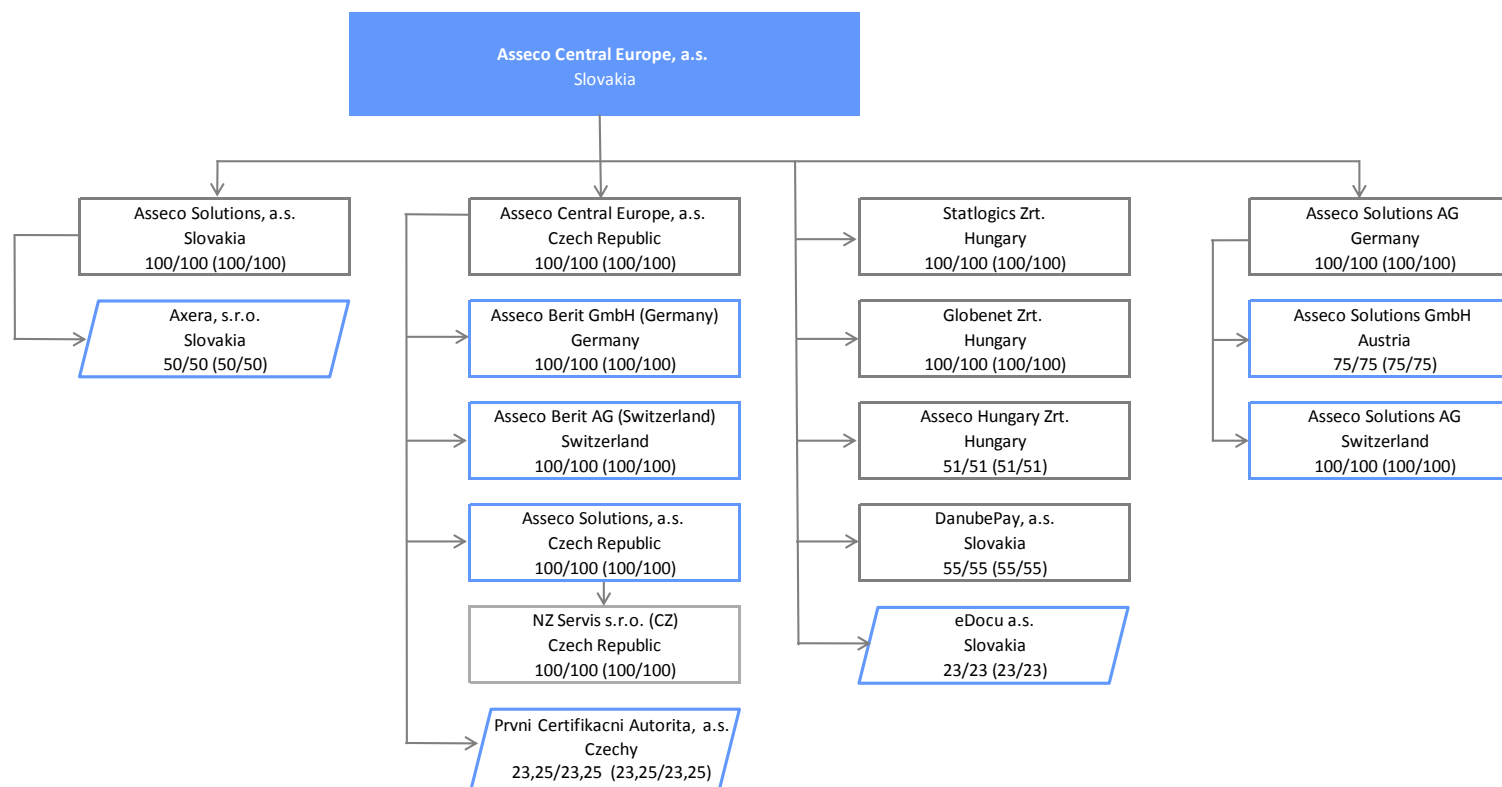 Asseco Central Europe, a.s.
Slovakia
Asseco Solutions, a.s.
Slovakia
100/100 (100/100)
Axera, s.r.o.
Slovakia
50/50 (50/50)
Asseco Central Europe, a.s.
Czech Republic
100/100 (100/100)
Asseco Berit GmbH (Germany)
Germany
100/100 (100/100)
Asseco Berit AG (Switzerland)
Switzerland
100/100 (100/100)
Asseco Solutions, a.s.
Czech Republic
100/100 (100/100)
NZ Servis s.r.o. (CZ)
Czech Republic
100/100 (100/100)
Prvni Certifikacni Autorita, a.s.
Czechy
23,25/23,25 (23,25/23,25)
Statlogics Zrt.
Hungary
100/100 (100/100)
Globenet Zrt.
Hungary
100/100 (100/100)
Asseco Hungary Zrt.
Hungary
51/51 (51/51)
DanubePay, a.s.
Slovakia
55/55 (55/55)
eDocu a.s.
Slovakia
23/23 (23/23)
Asseco Solutions AG
Germany
100/100 (100/100)
Asseco Solutions GmbH
Austria
75/75 (75/75)
Asseco Solutions AG
Switzerland
100/100 (100/100)